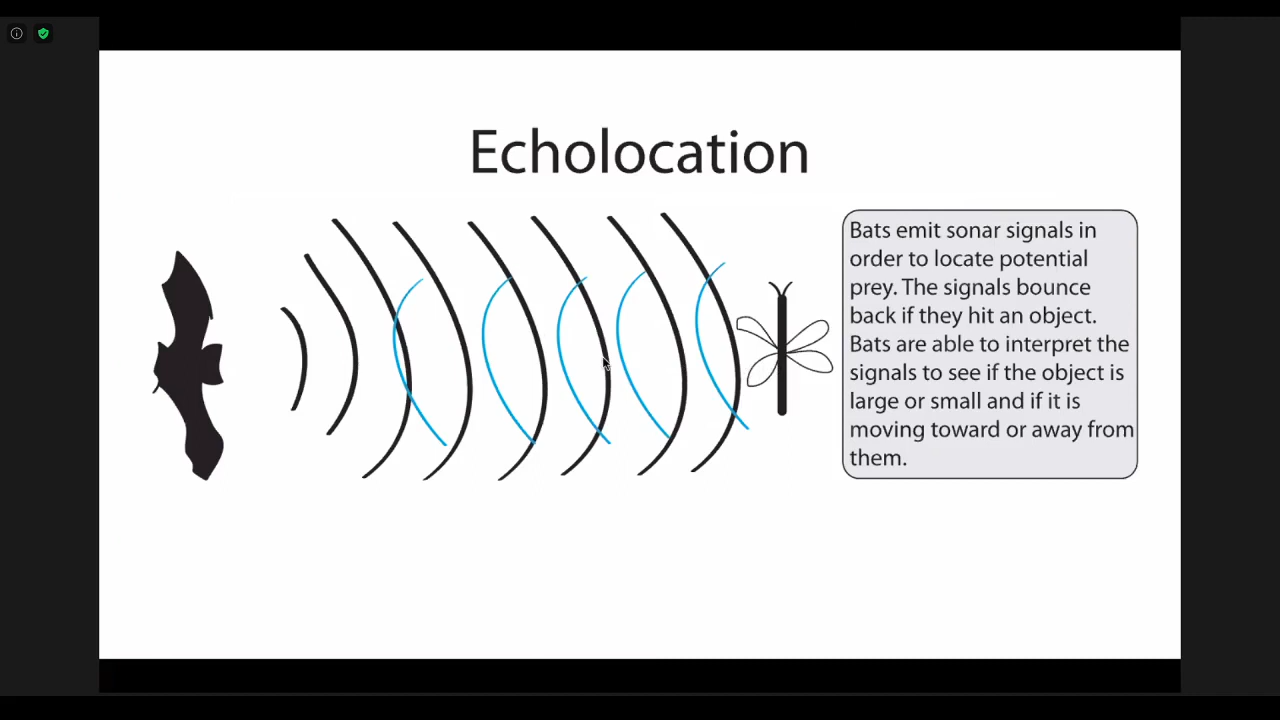 Echolocation
Bats emit sonar signals in
order to locate potential
prey. The signals bounce
back if they hit an object.
Bats are able to interpret the
signals to see if the object is
large or small and if it is
moving toward or away from
them.